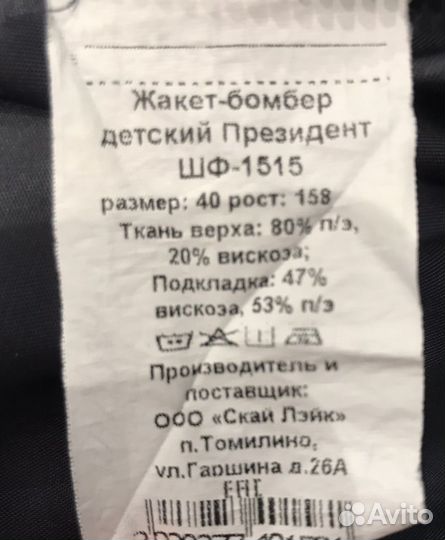 Жакет-бомбер
детский Президент
ШФ-1515
размер: 40 рост: 158
Ткань верха: 80% п/э,
20% вискоза;
Подкладка: 47%
вискоза, 53% п/э
Производитель и
поставщик:
ООО «Скай Лэйк»
п.Томилино,
ул.Гаршина д.26А
Avito